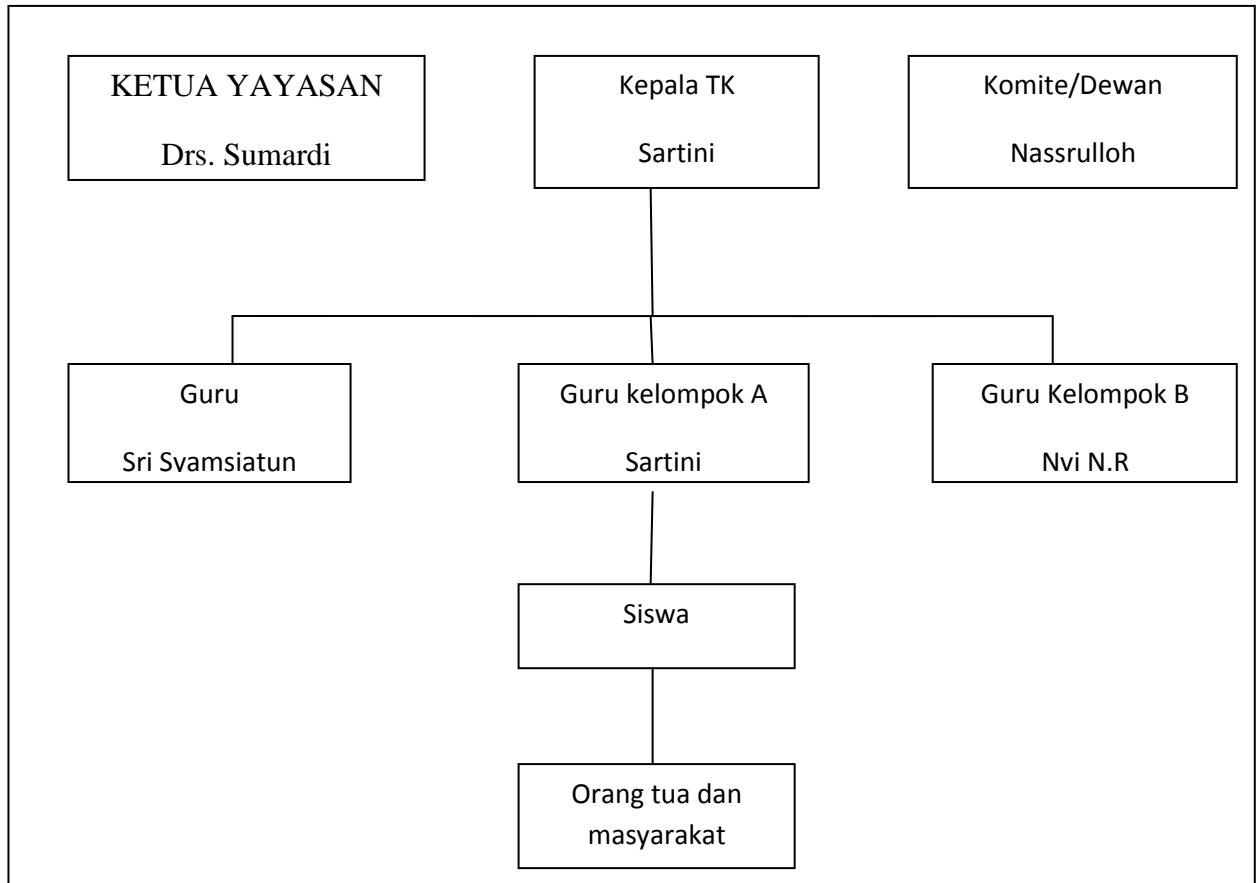 KETUA YAYASAN
Drs. Sumardi
Kepala TK
Sartini
Komite/Dewan
Nassrulloh
Guru
Sri Syamsiatun
Guru kelompok A
Sartini
Guru Kelompok B
Nvi N.R
Siswa
Orang tua dan
masyarakat